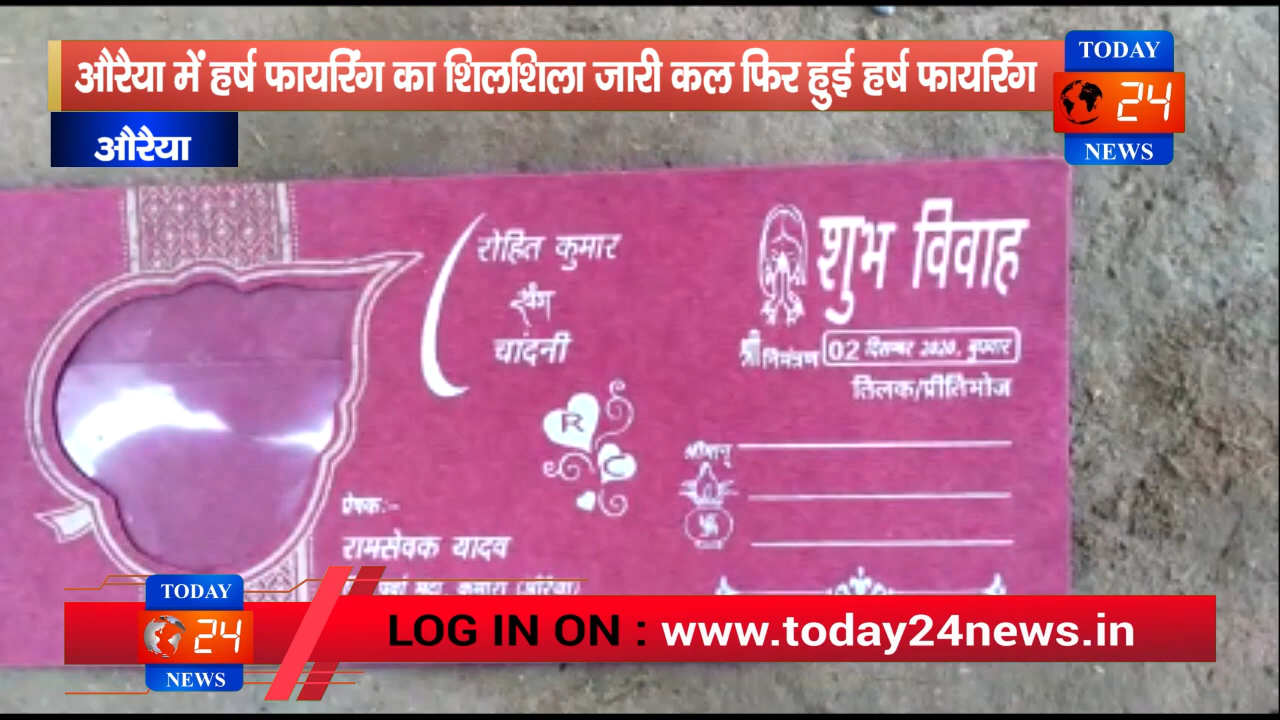 औरैया में हर्ष फायरिंग का शिलशिला जारी कल फिर हुई हर्ष फायरिंग
TODAY
24
NEWS
औरैया
रोहित कुमार
संग
चांदनी
R
C
शुभ विवाह
श्री निमंत्रण
02 दिसम्बर 2020, बुधवार
तिलक/प्रीतिभोज
श्रीमान्
प्रेषक:-
रामसेवक यादव
TODAY
24
NEWS
LOG IN ON : www.today24news.in